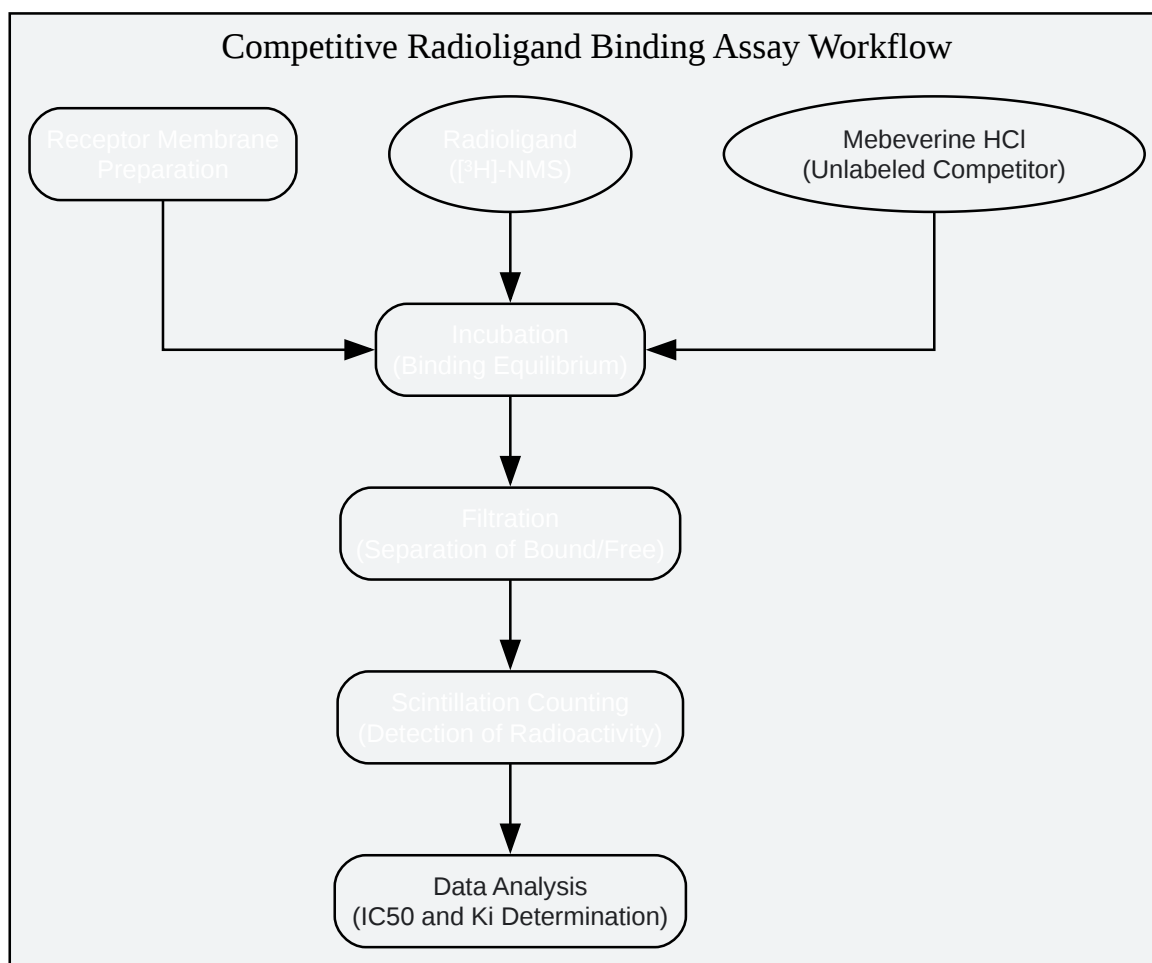 Competitive Radioligand Binding Assay Workflow
Receptor Membrane
Preparation
Radioligand
([³H]-NMS)
Mebeverine HCl
(Unlabeled Competitor)
Incubation
(Binding Equilibrium)
Filtration
(Separation of Bound/Free)
Scintillation Counting
(Detection of Radioactivity)
Data Analysis
(IC50 and Ki Determination)